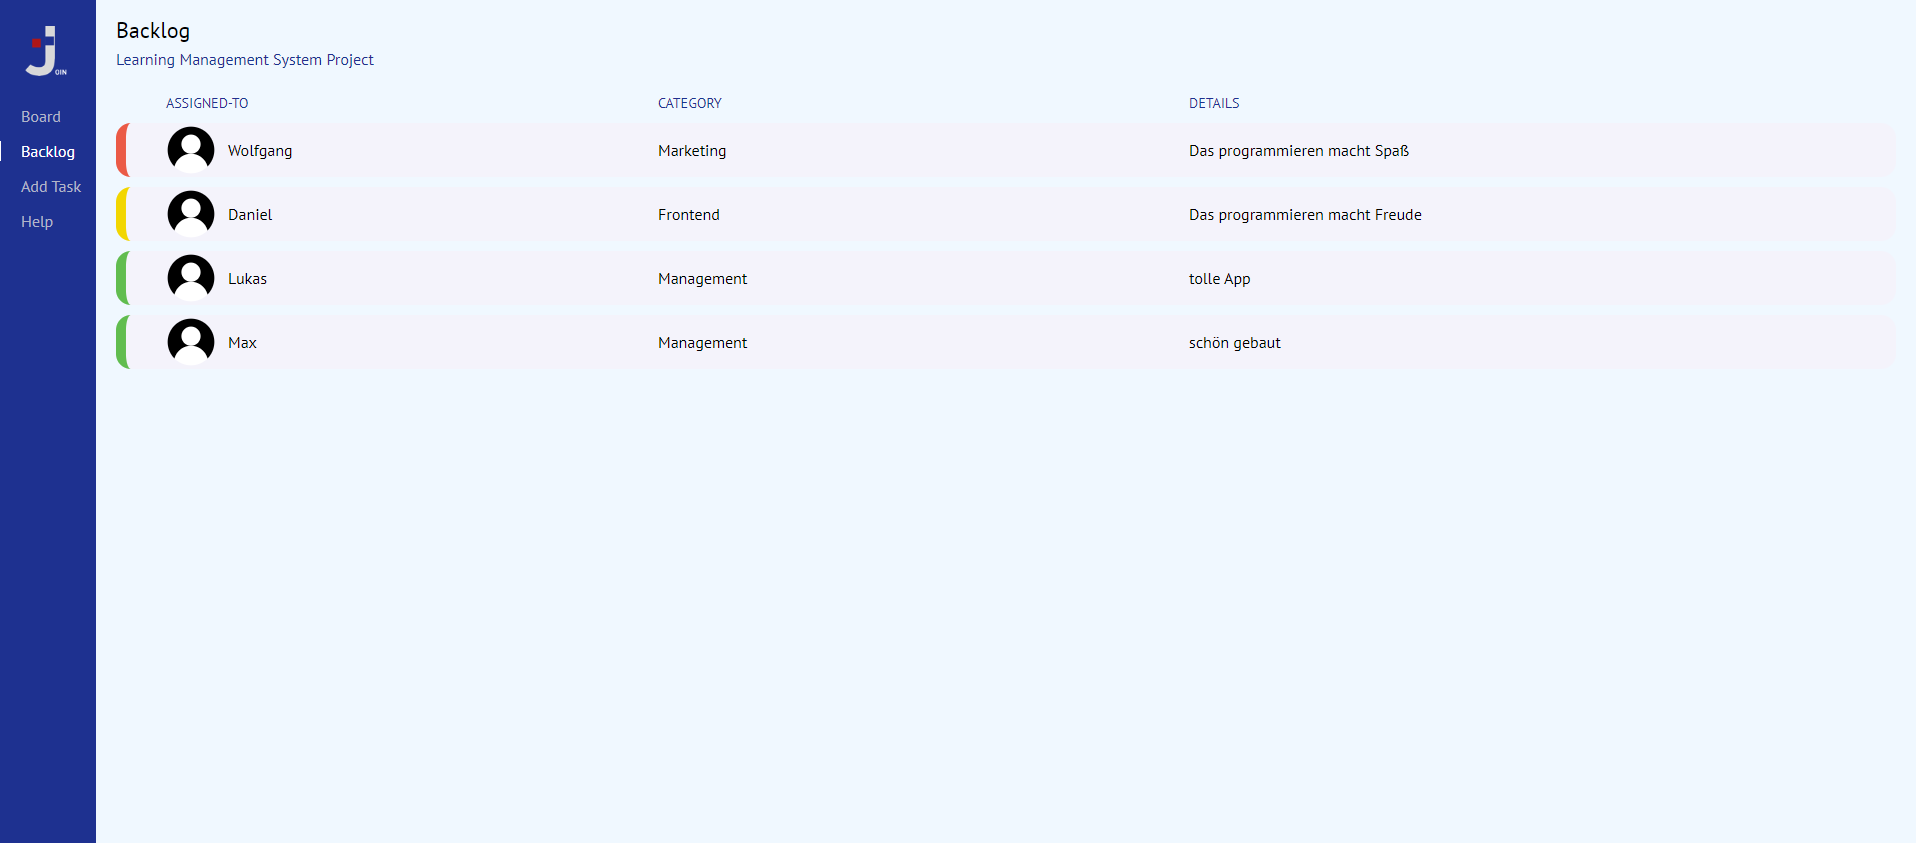 JOIN
Board
Backlog
Add Task
Help
Backlog
Learning Management System Project
ASSIGNED-TO CATEGORY DETAILS
Wolfgang Marketing Das programmieren macht Spaß
Daniel Frontend Das programmieren macht Freude
Lukas Management tolle App
Max Management schön gebaut